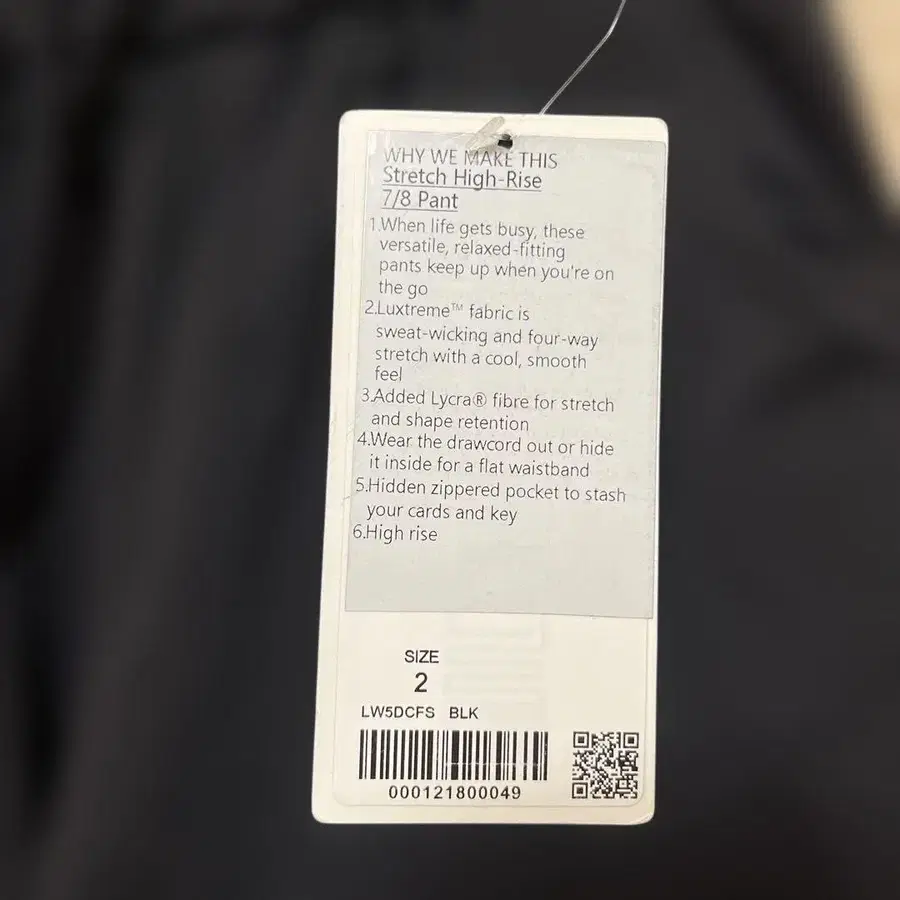 WHY WE MAKE THIS
Stretch High-Rise
7/8 Pant
1.When life gets busy, these
versatile, relaxed-fitting
pants keep up when you're on
the go
2.Luxtreme™ fabric is
sweat-wicking and four-way
stretch with a cool, smooth
feel
3.Added Lycra® fibre for stretch
and shape retention
4.Wear the drawcord out or hide
it inside for a flat waistband
5.Hidden zippered pocket to stash
your cards and key
6.High rise
SIZE
2
LW5DCFS BLK
000121800049